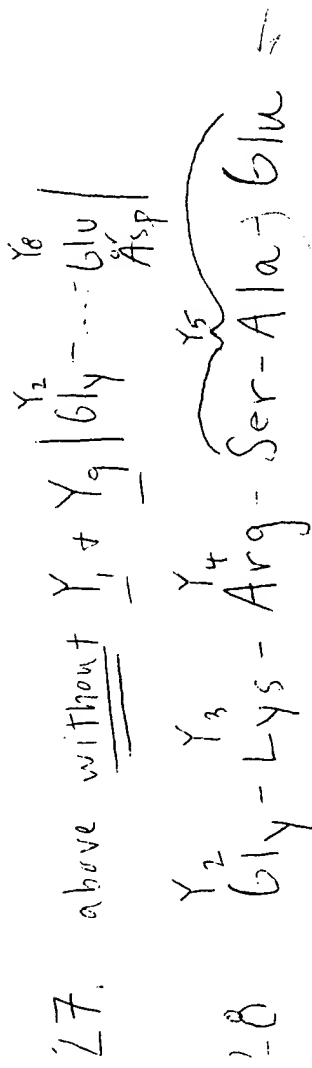 27. above without Y1 + Y9 | Gly - .... - Glu |
Y2 Y8 or Asp
28 Gly - Lys - Arg - Ser - Ala - Glu =
Y2 Y3 Y4 Y5